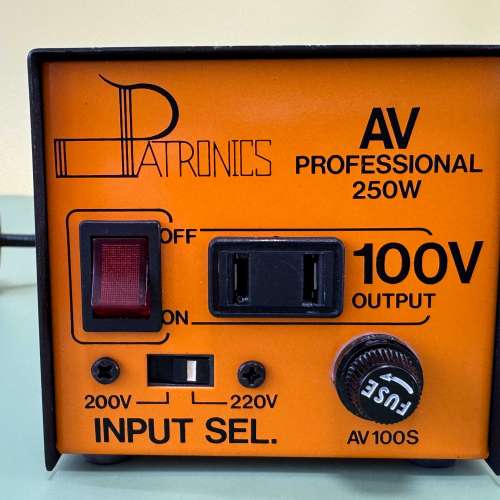 PATRONICS
AV
PROFESSIONAL
250W
OFF
100V
OUTPUT
ON
200V
220V
INPUT SEL.
FUSE
AV100S